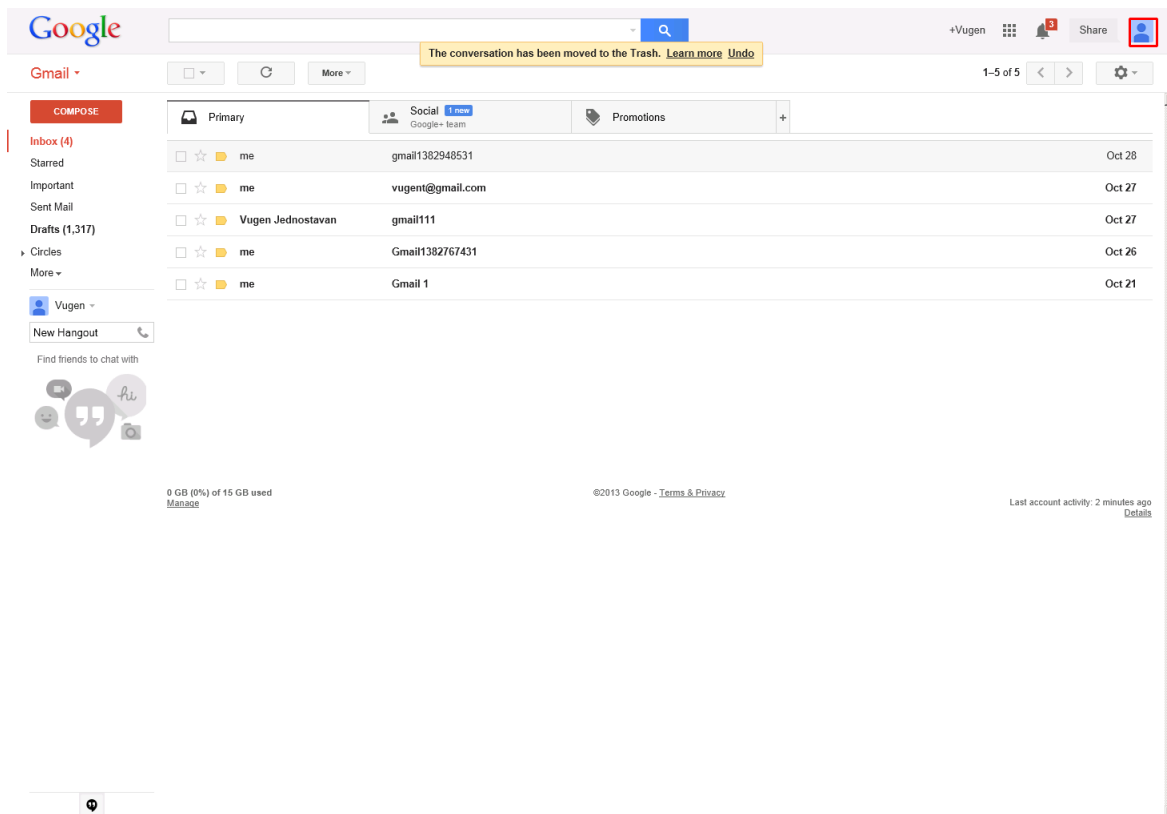 Google
+Vugen
3
Share
The conversation has been moved to the Trash. Learn more Undo
Gmail
More
1–5 of 5
COMPOSE
Inbox (4)
Starred
Important
Sent Mail
Drafts (1,317)
Circles
More
Vugen
New Hangout
Find friends to chat with
hi
Primary
Social 1 new
Google+ team
Promotions
+
me gmail1382948531 Oct 28
me vugent@gmail.com Oct 27
Vugen Jednostavan gmail111 Oct 27
me Gmail1382767431 Oct 26
me Gmail 1 Oct 21
0 GB (0%) of 15 GB used
Manage
©2013 Google - Terms & Privacy
Last account activity: 2 minutes ago
Details